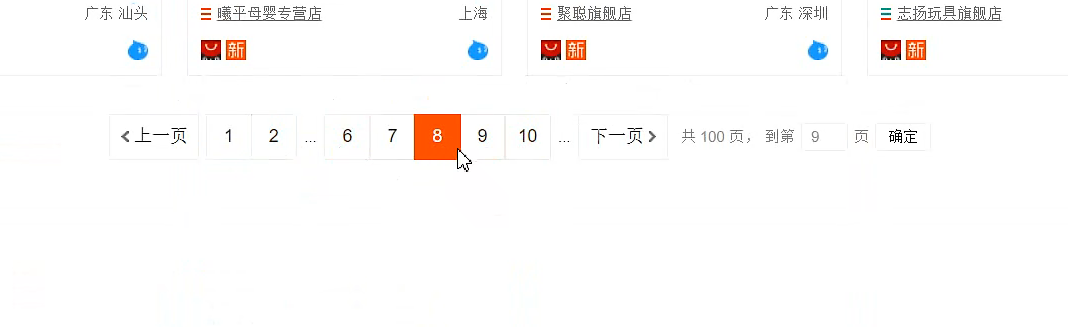 广东 汕头 曦平母婴专营店 上海 聚聪旗舰店 广东 深圳 志扬玩具旗舰店
新 新 新
上一页 1 2 ... 6 7 8 9 10 ... 下一页 共 100 页， 到第 9 页 确定